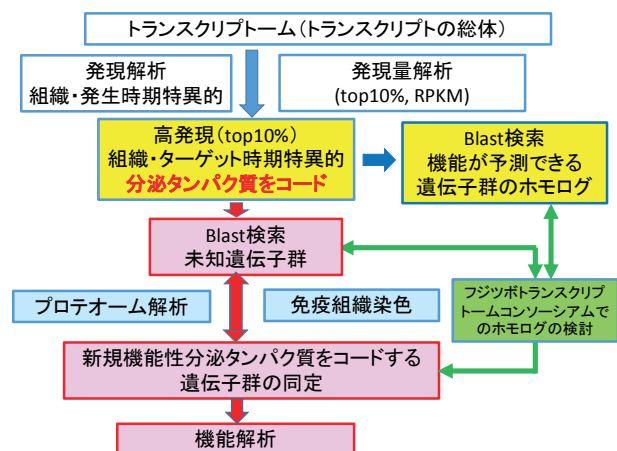 トランスクリプトーム(トランスクリプトの総体)
発現解析
組織・発生時期特異的
発現量解析
(top10%, RPKM)
高発現(top10%)
組織・ターゲット時期特異的
分泌タンパク質をコード
Blast検索
機能が予測できる
遺伝子群のホモログ
Blast検索
未知遺伝子群
プロテオーム解析
免疫組織染色
フジツボトランスクリプ
トームコンソーシアムで
のホモログの検討
新規機能性分泌タンパク質をコードする
遺伝子群の同定
機能解析